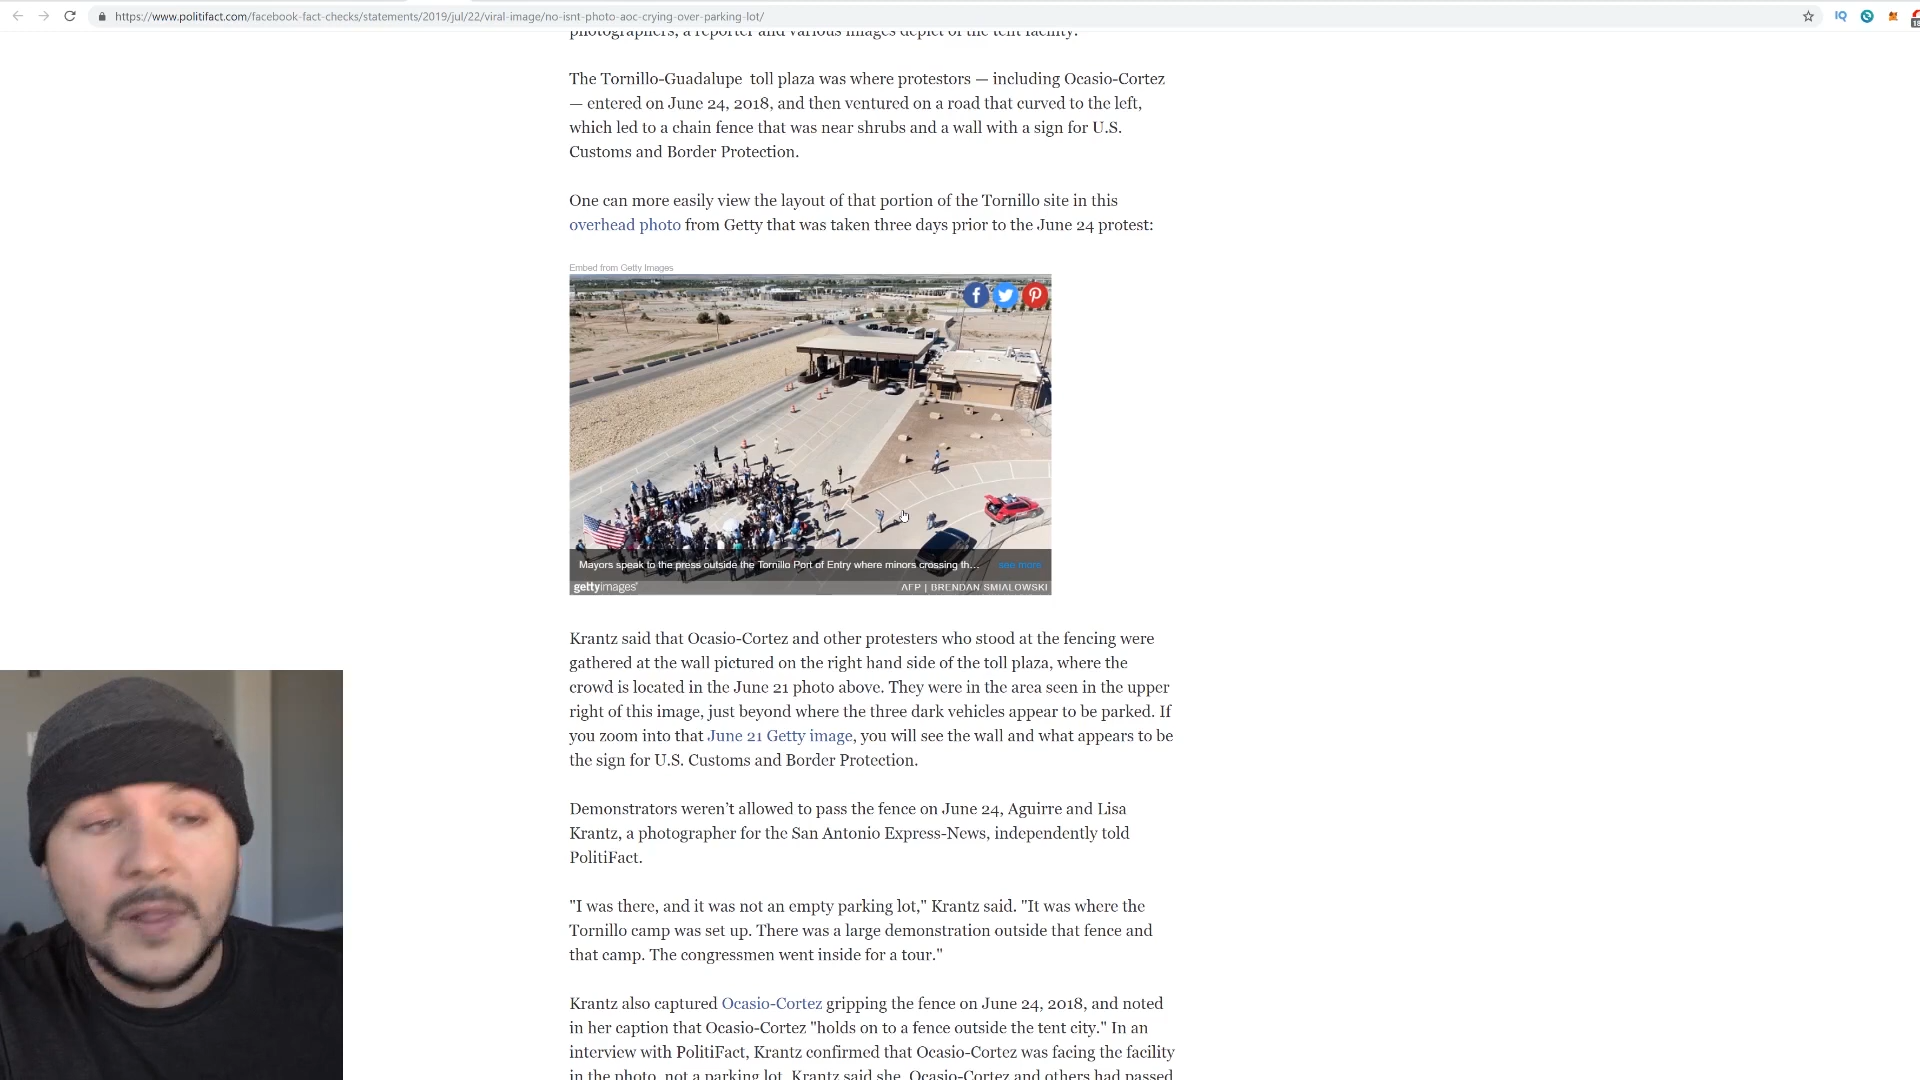 https://www.politifact.com/facebook-fact-checks/statements/2019/jul/22/viral-image/no-isnt-photo-aoc-crying-over-parking-lot/
photographers, a reporter and various images depict of the tent facility.
The Tornillo-Guadalupe toll plaza was where protestors — including Ocasio-Cortez
— entered on June 24, 2018, and then ventured on a road that curved to the left,
which led to a chain fence that was near shrubs and a wall with a sign for U.S.
Customs and Border Protection.
One can more easily view the layout of that portion of the Tornillo site in this
overhead photo from Getty that was taken three days prior to the June 24 protest:
Embed from Getty Images
Mayors speak to the press outside the Tornillo Port of Entry where minors crossing th... see more
gettyimages® AFP | BRENDAN SMIALOWSKI
Krantz said that Ocasio-Cortez and other protesters who stood at the fencing were
gathered at the wall pictured on the right hand side of the toll plaza, where the
crowd is located in the June 21 photo above. They were in the area seen in the upper
right of this image, just beyond where the three dark vehicles appear to be parked. If
you zoom into that June 21 Getty image, you will see the wall and what appears to be
the sign for U.S. Customs and Border Protection.
Demonstrators weren't allowed to pass the fence on June 24, Aguirre and Lisa
Krantz, a photographer for the San Antonio Express-News, independently told
PolitiFact.
"I was there, and it was not an empty parking lot," Krantz said. "It was where the
Tornillo camp was set up. There was a large demonstration outside that fence and
that camp. The congressmen went inside for a tour."
Krantz also captured Ocasio-Cortez gripping the fence on June 24, 2018, and noted
in her caption that Ocasio-Cortez "holds on to a fence outside the tent city." In an
interview with PolitiFact, Krantz confirmed that Ocasio-Cortez was facing the facility
in the photo, not a parking lot. Krantz said she, Ocasio-Cortez and others had passed